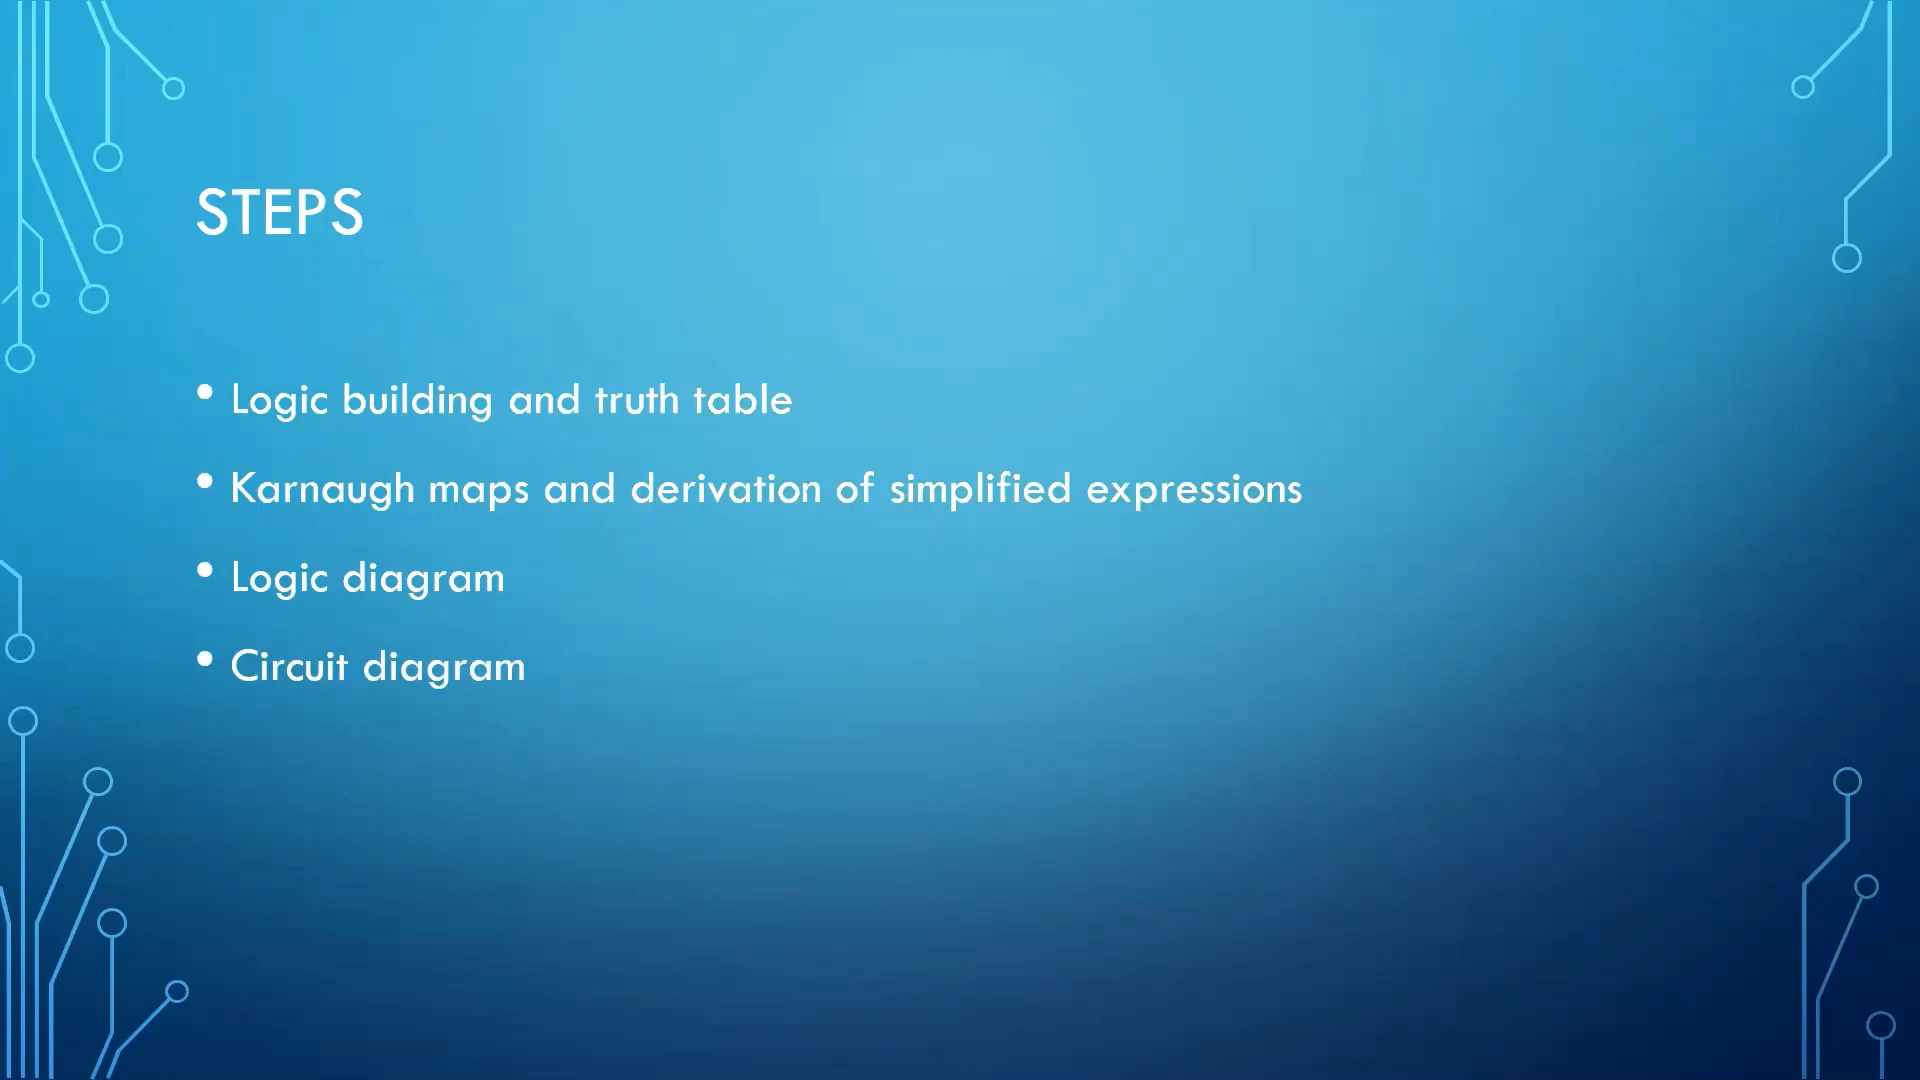 STEPS
• Logic building and truth table
• Karnaugh maps and derivation of simplified expressions
• Logic diagram
• Circuit diagram